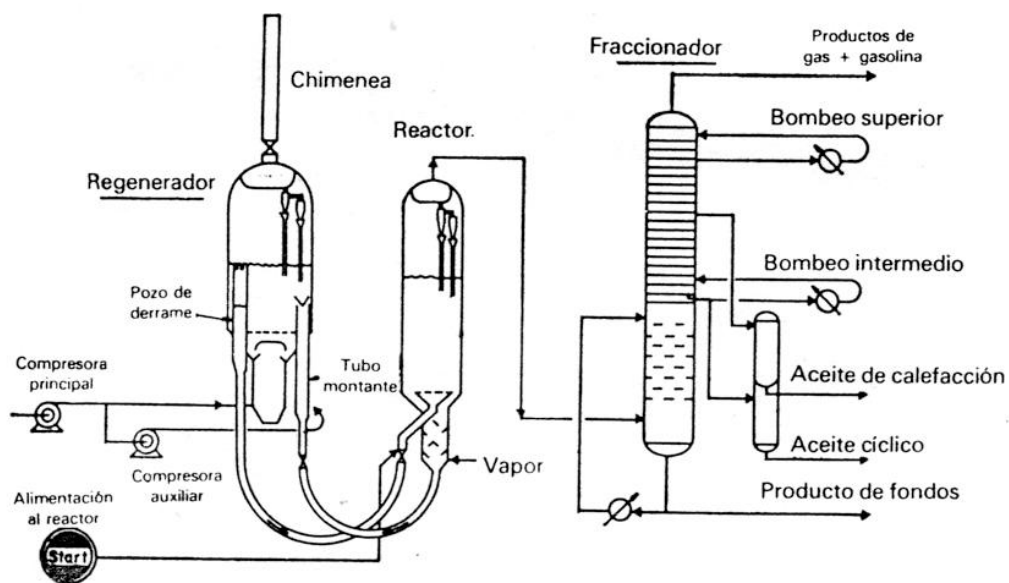 Fraccionador
Productos de
gas + gasolina
Chimenea
Bombeo superior
Reactor.
Regenerador
Bombeo intermedio
Pozo de
derrame
Tubo
montante
Compresora
principal
Aceite de calefacción
Aceite cíclico
Vapor
Compresora
auxiliar
Producto de fondos
Alimentación
al reactor
Start